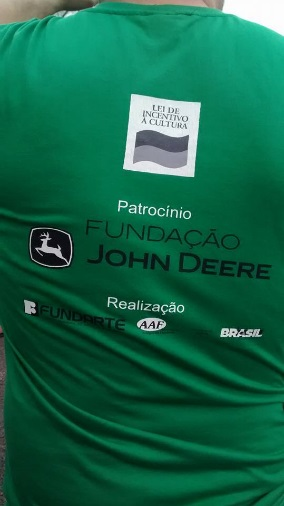 LEI DE
INCENTIVO
À CULTURA
Patrocínio
FUNDAÇÃO
JOHN DEERE
Realização
FUNDARTE AAF BRASIL